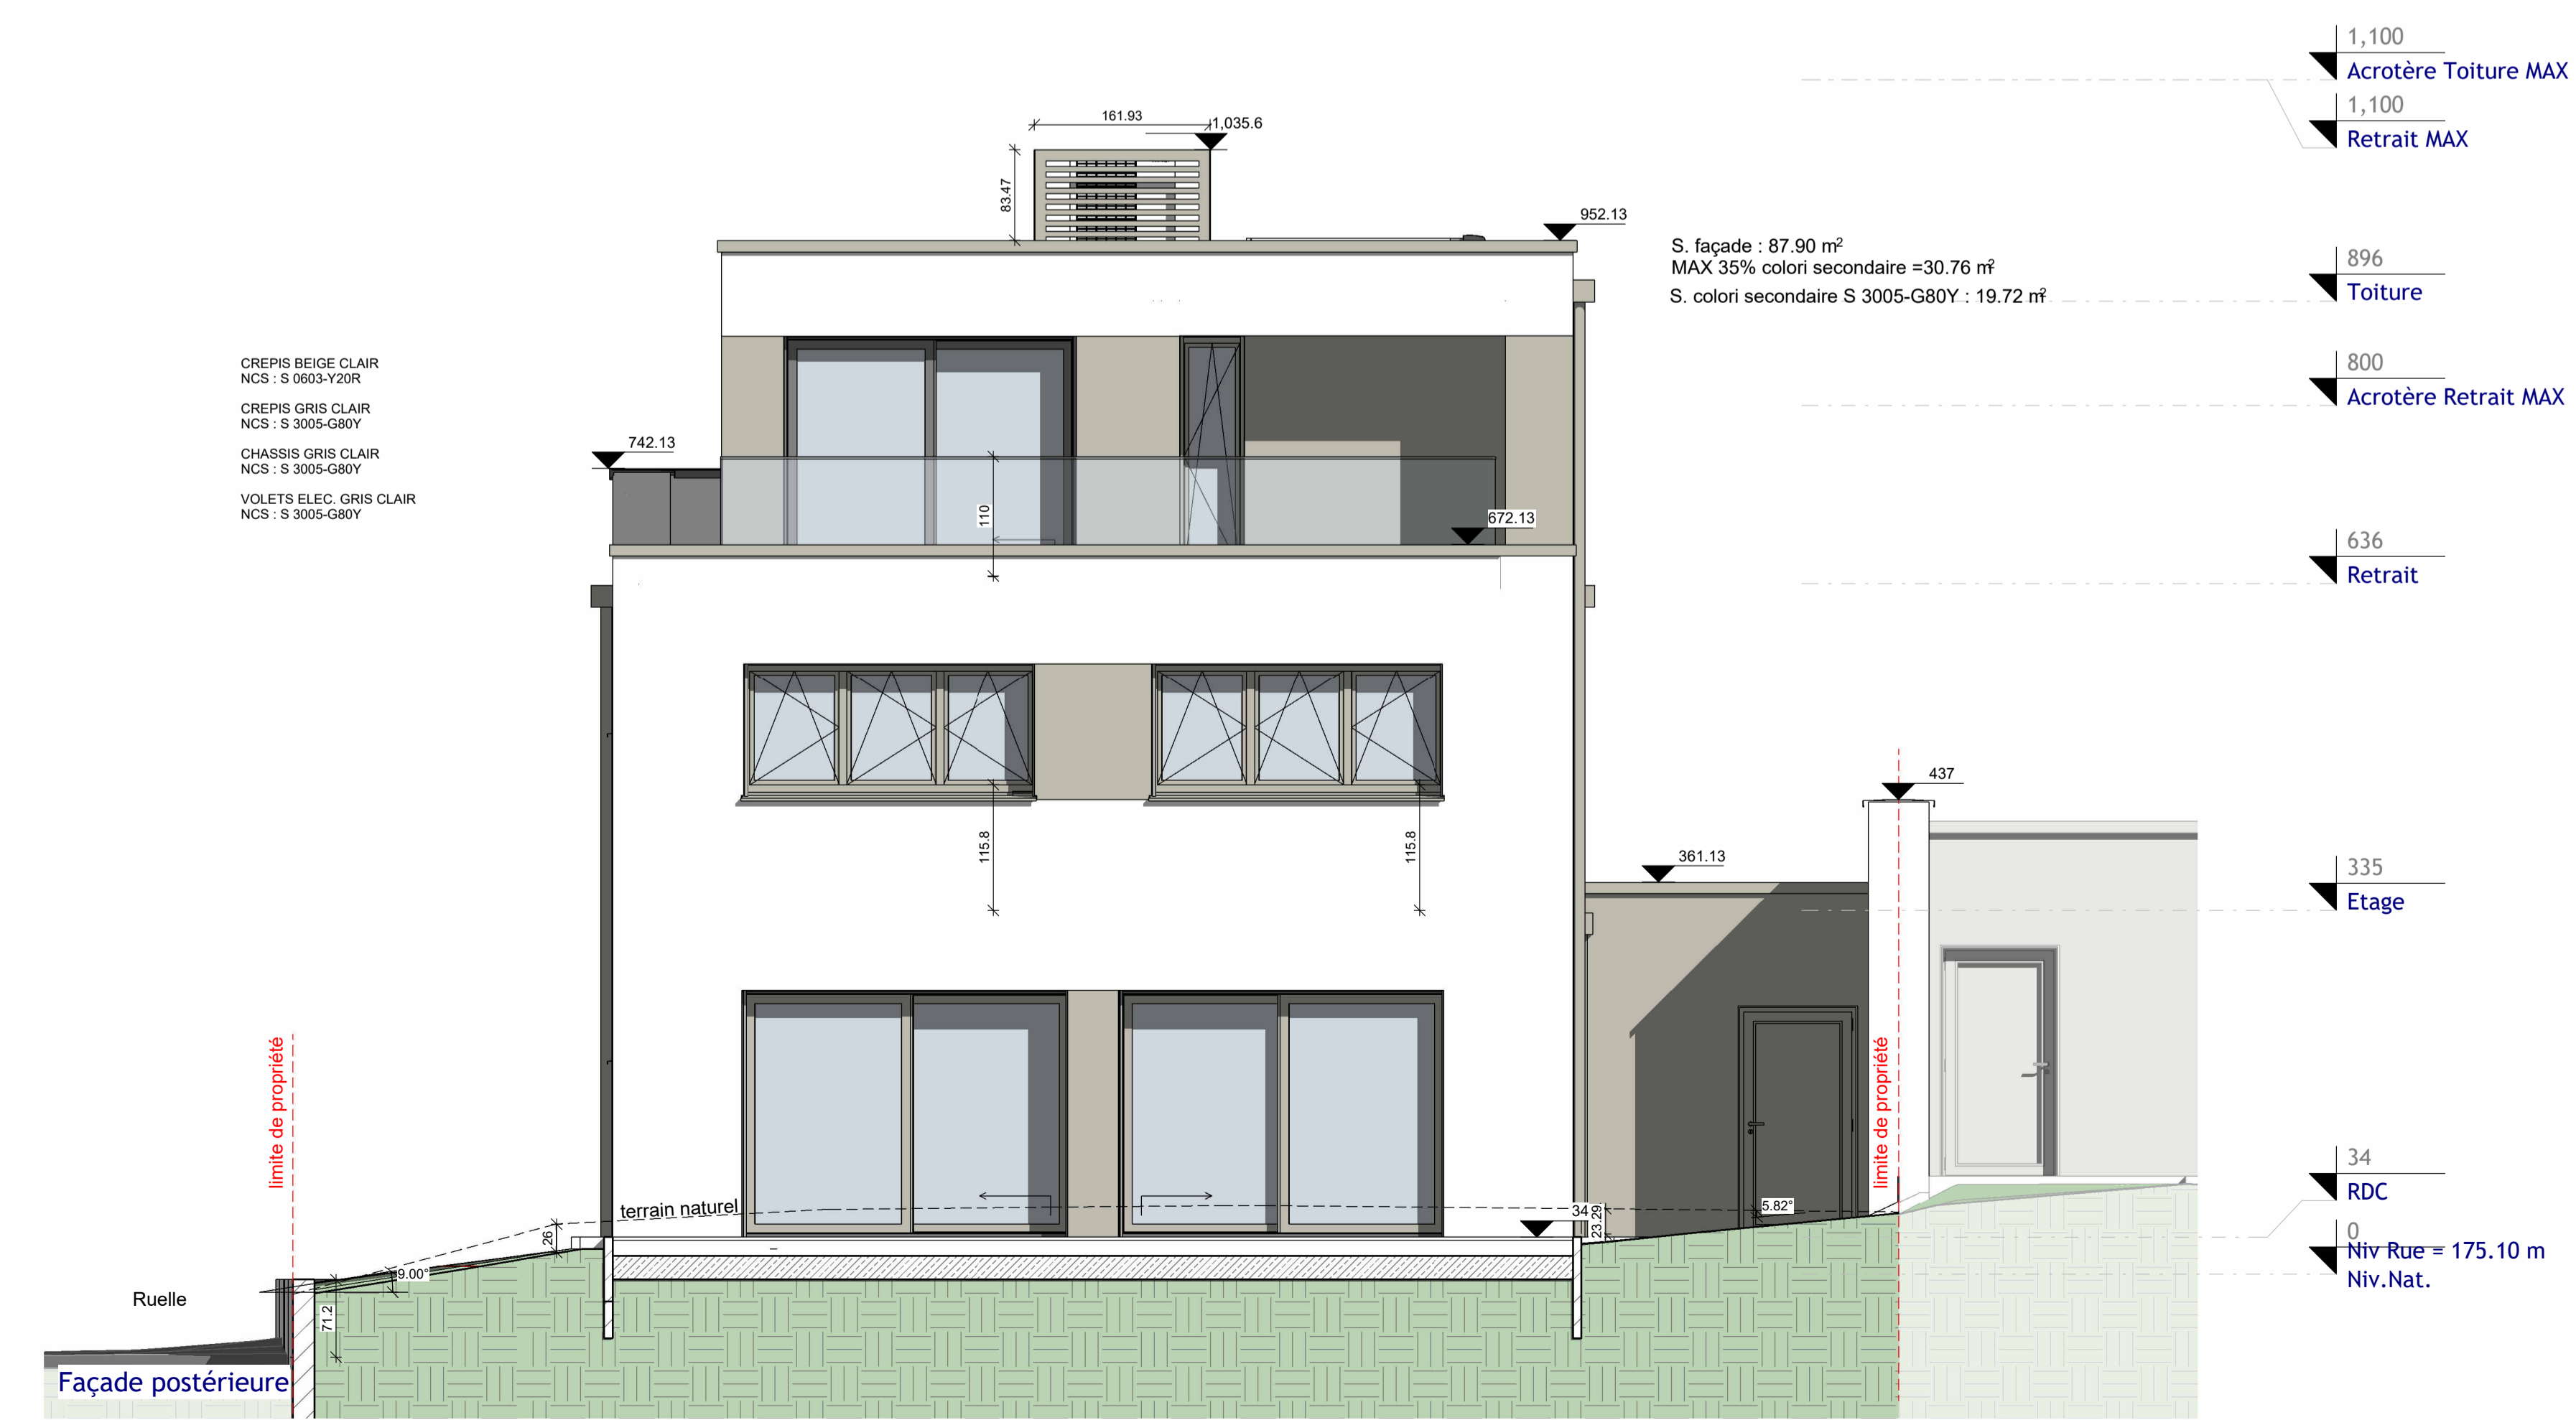 1,100
Acrotère Toiture MAX
1,100
Retrait MAX
161.93
1,035.6
83.47
952.13
S. façade : 87.90 m²
MAX 35% colori secondaire =30.76 m²
S. colori secondaire S 3005-G80Y : 19.72 m²
896
Toiture
800
Acrotère Retrait MAX
CREPIS BEIGE CLAIR
NCS : S 0603-Y20R
CREPIS GRIS CLAIR
NCS : S 3005-G80Y
CHASSIS GRIS CLAIR
NCS : S 3005-G80Y
VOLETS ELEC. GRIS CLAIR
NCS : S 3005-G80Y
742.13
110
672.13
636
Retrait
437
115.8
115.8
361.13
335
Etage
limite de propriété
limite de propriété
34
RDC
terrain naturel
34
23.29
5.82°
26
0
Niv Rue = 175.10 m
Niv.Nat.
9.00°
Ruelle
71.2
Façade postérieure